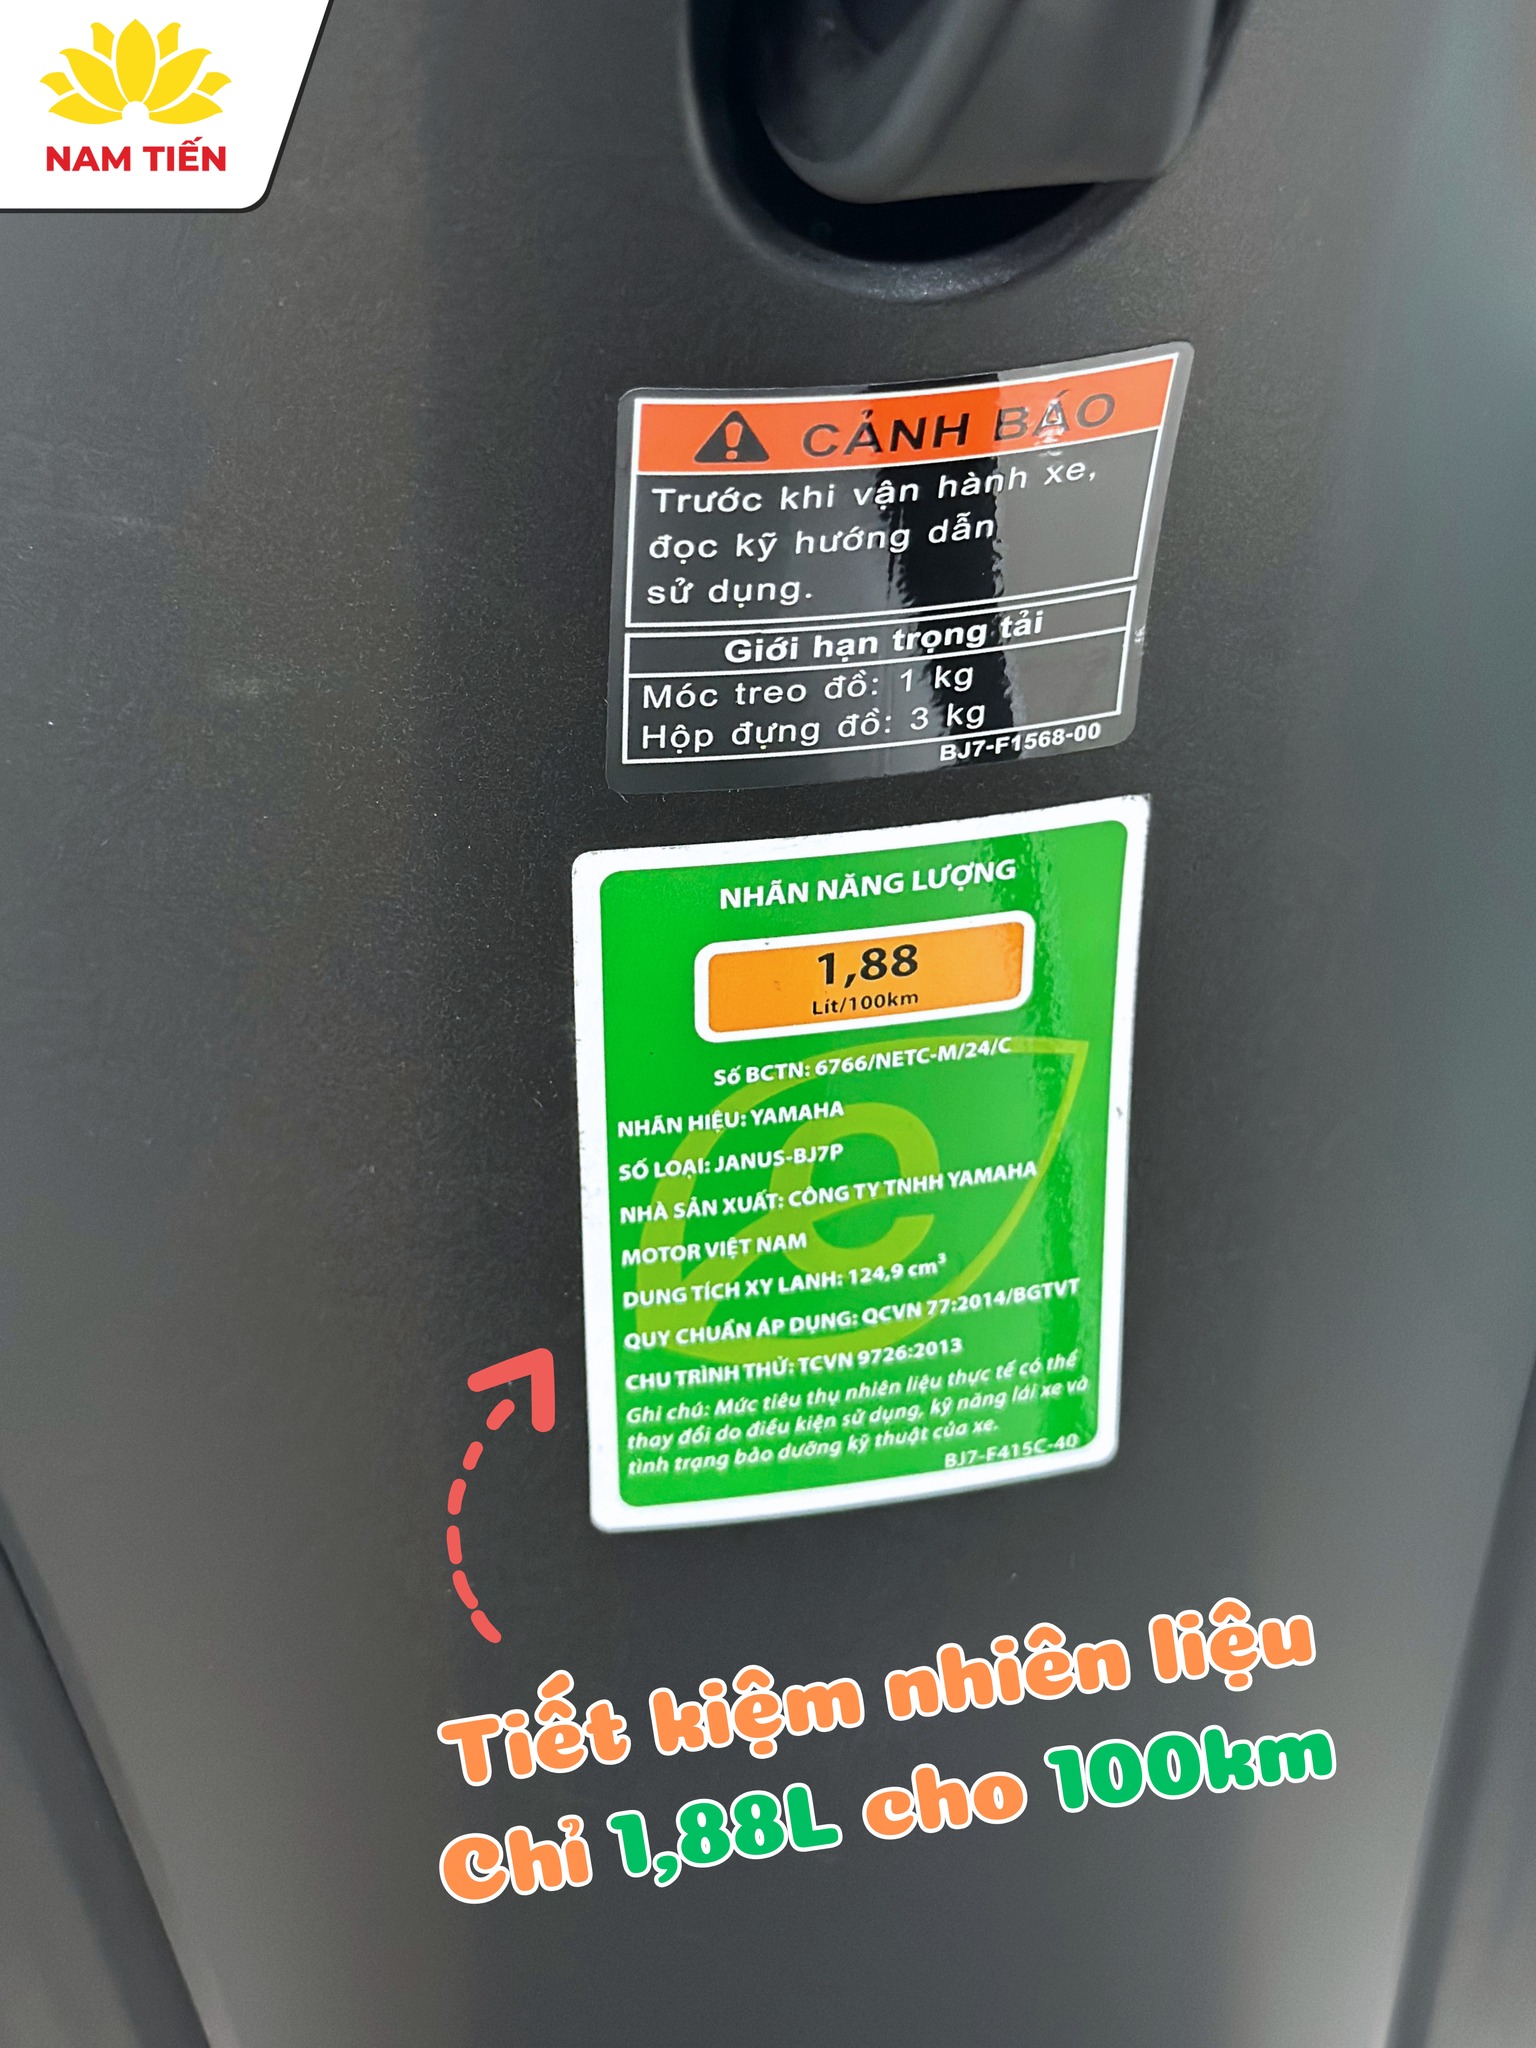 NAM TIẾN
CẢNH BÁO
Trước khi vận hành xe,
đọc kỹ hướng dẫn
sử dụng.
Giới hạn trọng tải
Móc treo đồ: 1 kg
Hộp đựng đồ: 3 kg
BJ7-F1568-00
NHÃN NĂNG LƯỢNG
1,88
Lít/100km
Số BCTN: 6766/NETC-M/24/C
NHÃN HIỆU: YAMAHA
SỐ LOẠI: JANUS-BJ7P
NHÀ SẢN XUẤT: CÔNG TY TNHH YAMAHA
MOTOR VIỆT NAM
DUNG TÍCH XY LANH: 124,9 cm³
QUY CHUẨN ÁP DỤNG: QCVN 77:2014/BGTVT
CHU TRÌNH THỬ: TCVN 9726:2013
Ghi chú: Mức tiêu thụ nhiên liệu thực tế có thể
thay đổi do điều kiện sử dụng, kỹ năng lái xe và
tình trạng bảo dưỡng kỹ thuật của xe.
BJ7-F415C-40
Tiết kiệm nhiên liệu
Chỉ 1,88L cho 100km